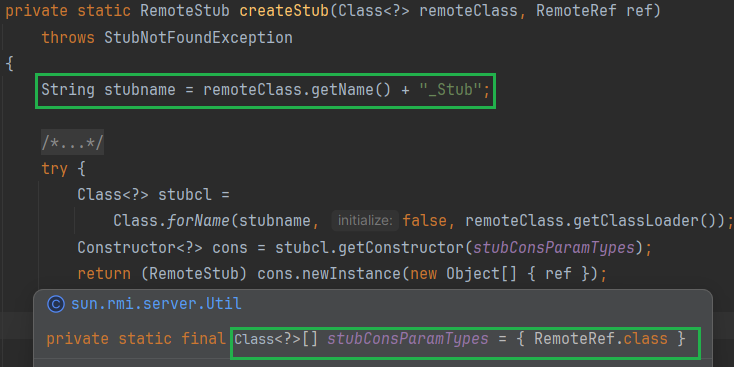 private static RemoteStub createStub(Class<?> remoteClass, RemoteRef ref)
throws StubNotFoundException
{
String stubname = remoteClass.getName() + "_Stub";
/*...*/
try {
Class<?> stubcl =
Class.forName(stubname, initialize: false, remoteClass.getClassLoader());
Constructor<?> cons = stubcl.getConstructor(stubConsParamTypes);
return (RemoteStub) cons.newInstance(new Object[] { ref });
C sun.rmi.server.Util
private static final Class<?>[] stubConsParamTypes = { RemoteRef.class }